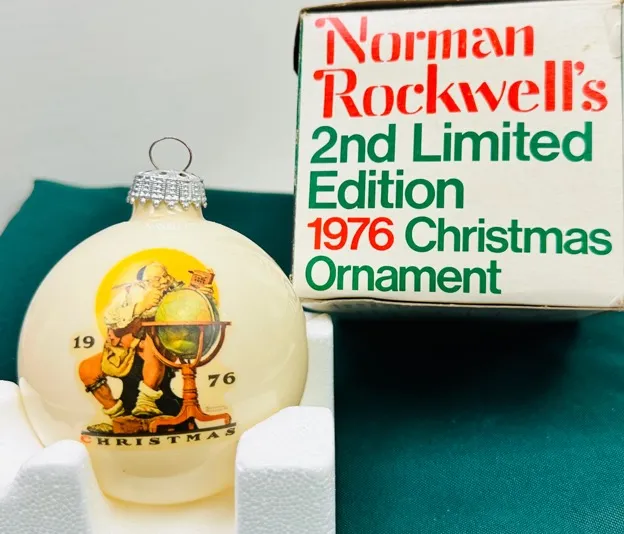 Norman
Rockwell's
2nd Limited
Edition
1976 Christmas
Ornament
19
76
CHRISTMAS